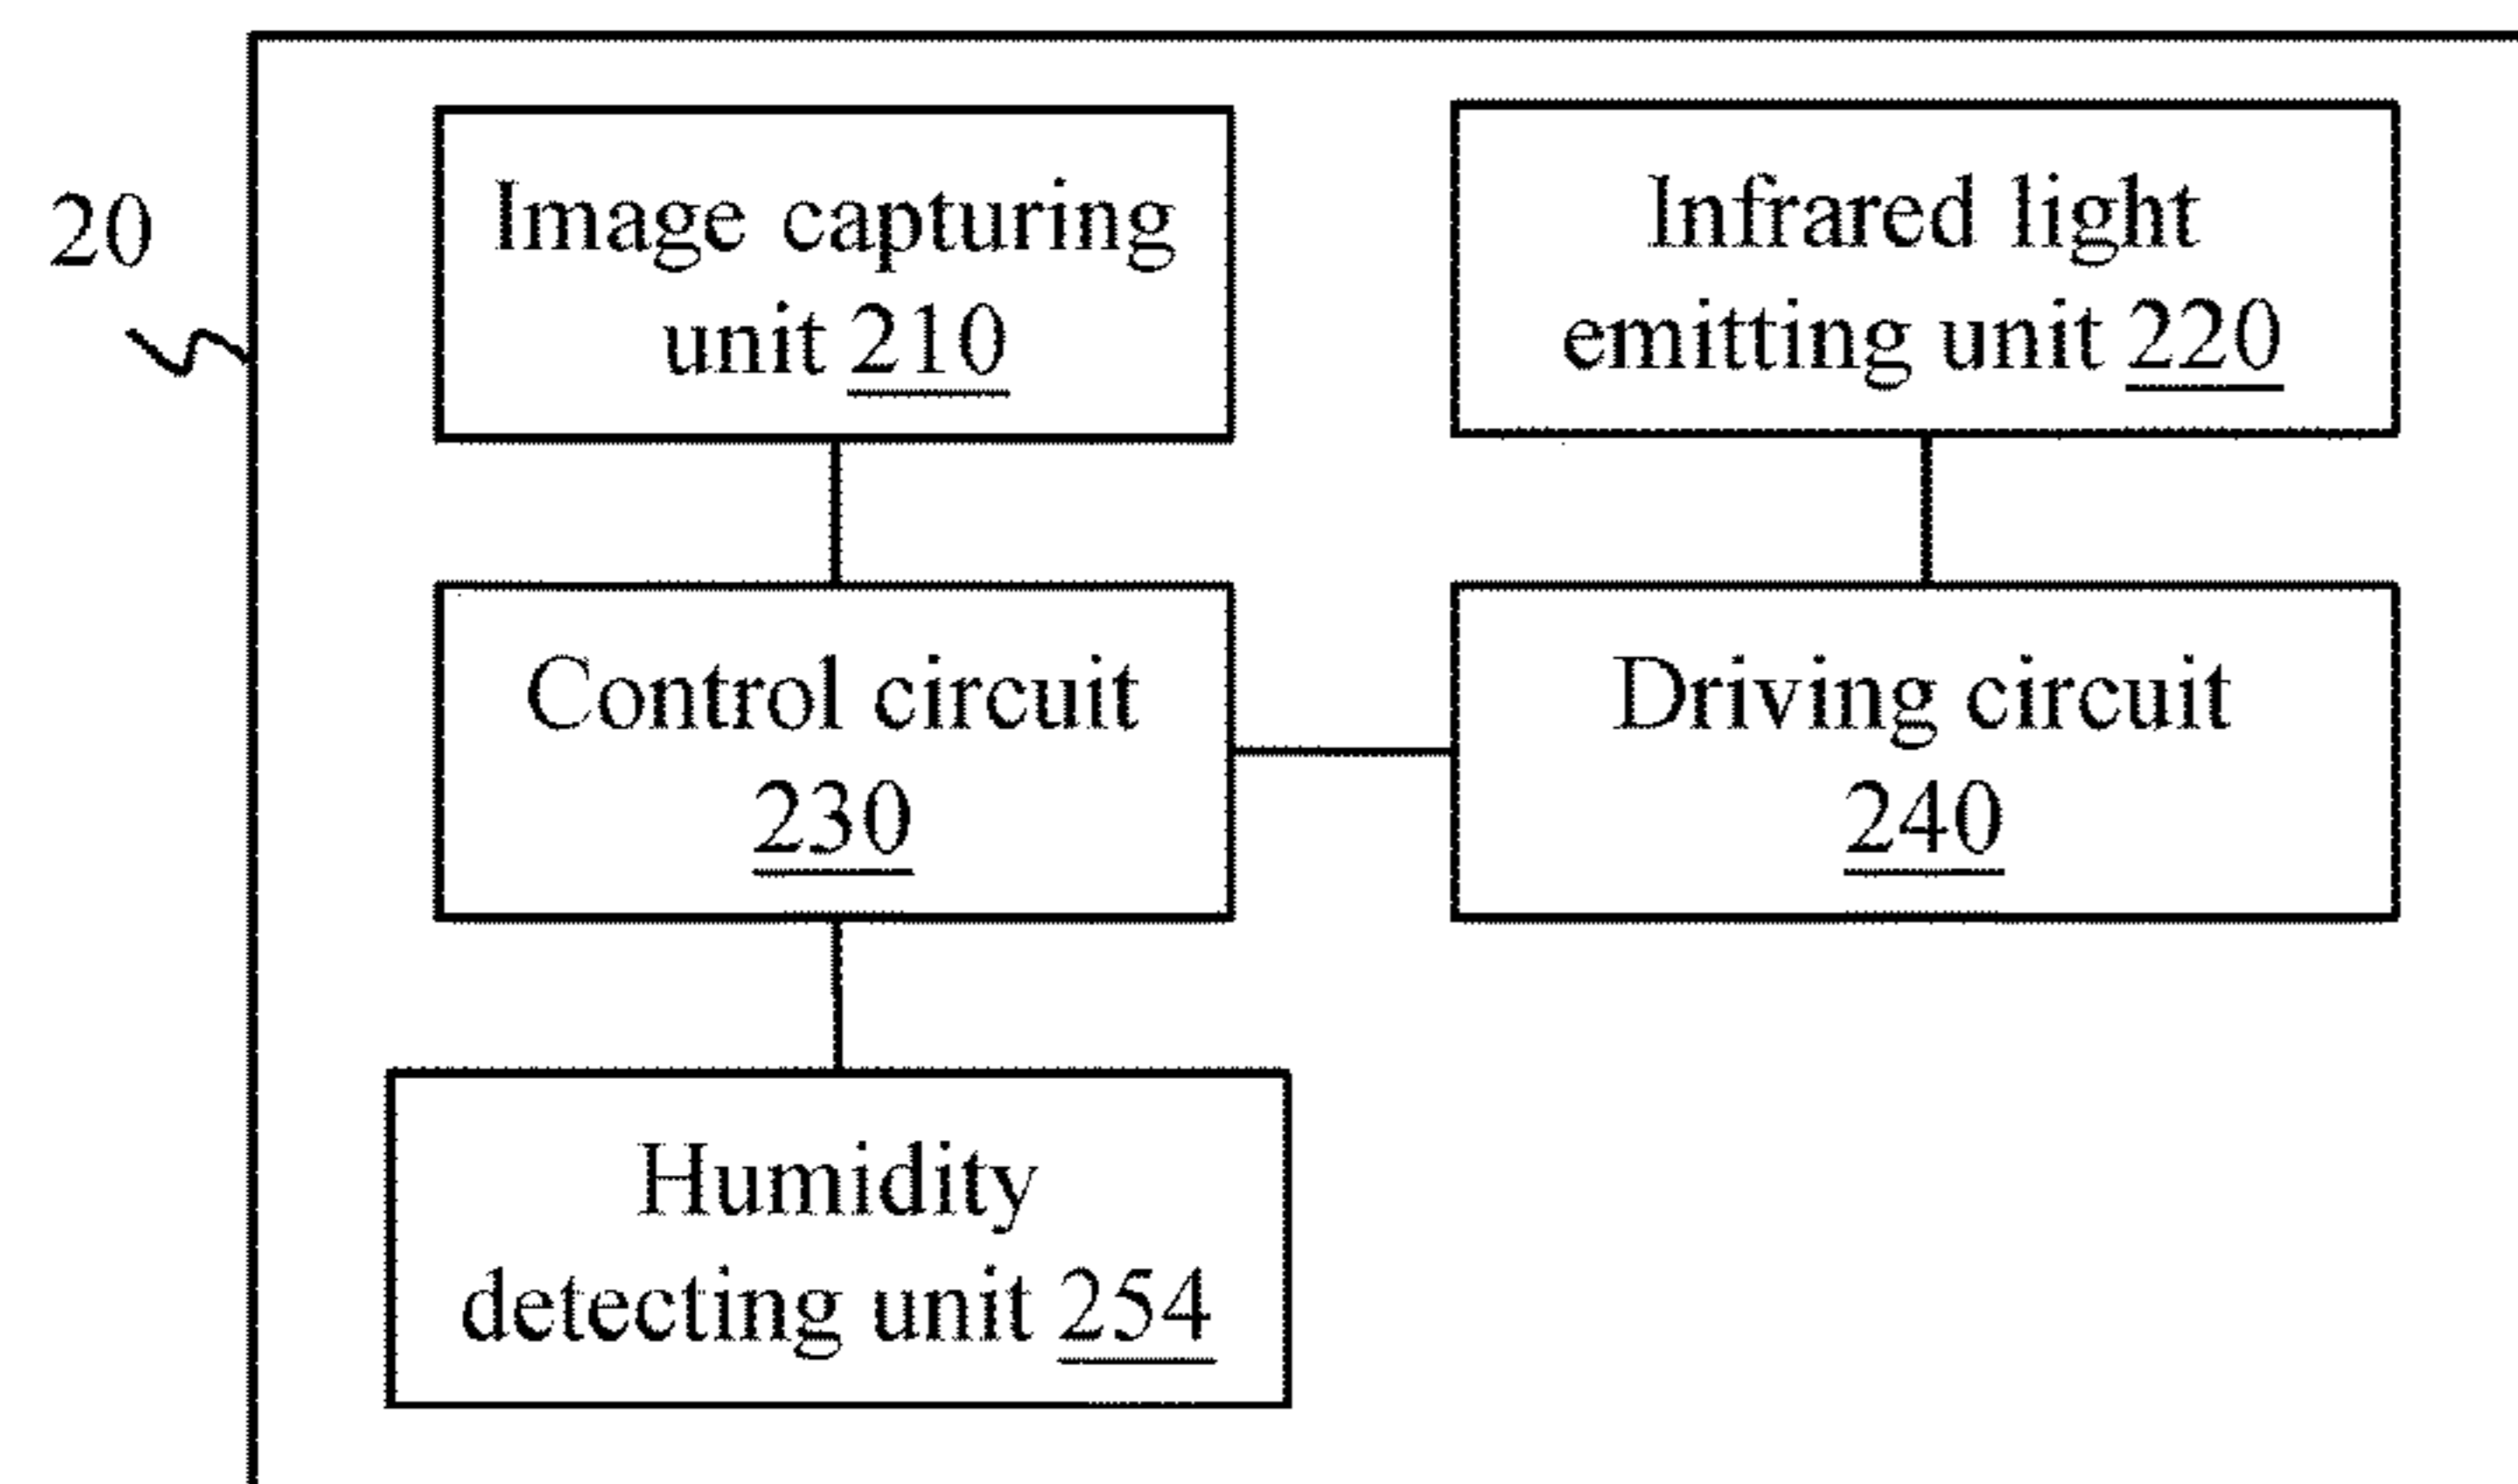 20
Image capturing
unit 210
Infrared light
emitting unit 220
Control circuit
230
Driving circuit
240
Humidity
detecting unit 254